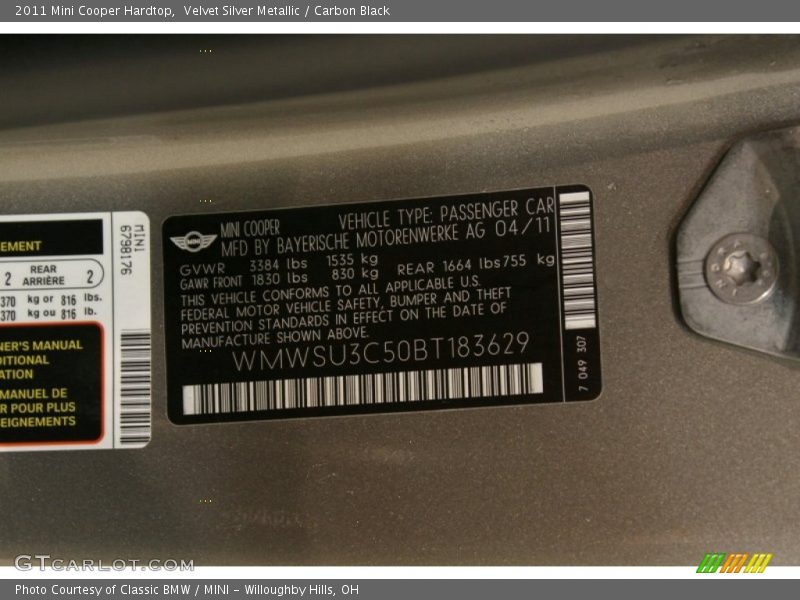 2011 Mini Cooper Hardtop,  Velvet Silver Metallic / Carbon Black
MINI COOPER VEHICLE TYPE: PASSENGER CAR
MFD BY BAYERISCHE MOTORENWERKE AG 04/11
GVWR 3384 lbs 1535 kg
GAWR FRONT 1830 lbs 830 kg REAR 1664 lbs 755 kg
THIS VEHICLE CONFORMS TO ALL APPLICABLE U.S.
FEDERAL MOTOR VEHICLE SAFETY, BUMPER AND THEFT
PREVENTION STANDARDS IN EFFECT ON THE DATE OF
MANUFACTURE SHOWN ABOVE.
WMWSU3C50BT183629
7 049 307
MINI
6798176
EMENT
2 REAR 2
ARRIÈRE
370 kg or 816 lbs.
370 kg ou 816 lb.
NER'S MANUAL
DITIONAL
ATION
MANUEL DE
R POUR PLUS
EIGNEMENTS
MINI
GTCarLot.com
Photo Courtesy of Classic BMW / MINI - Willoughby Hills, OH